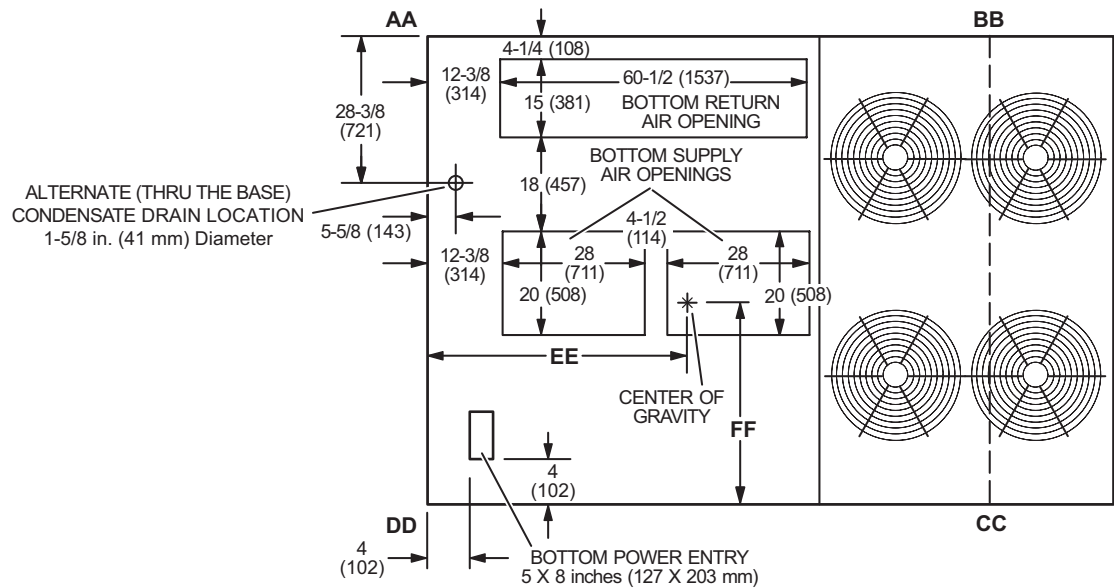 AA
BB
4-1/4 (108)
12-3/8
(314)
60-1/2 (1537)
28-3/8
(721)
15 (381)
BOTTOM RETURN
AIR OPENING
BOTTOM SUPPLY
AIR OPENINGS
18 (457)
ALTERNATE (THRU THE BASE)
CONDENSATE DRAIN LOCATION
1-5/8 in. (41 mm) Diameter
5-5/8 (143)
4-1/2
(114)
12-3/8
(314)
28
(711)
28
(711)
20 (508)
20 (508)
EE
CENTER OF
GRAVITY
FF
4
(102)
DD
CC
4
(102)
BOTTOM POWER ENTRY
5 X 8 inches (127 X 203 mm)